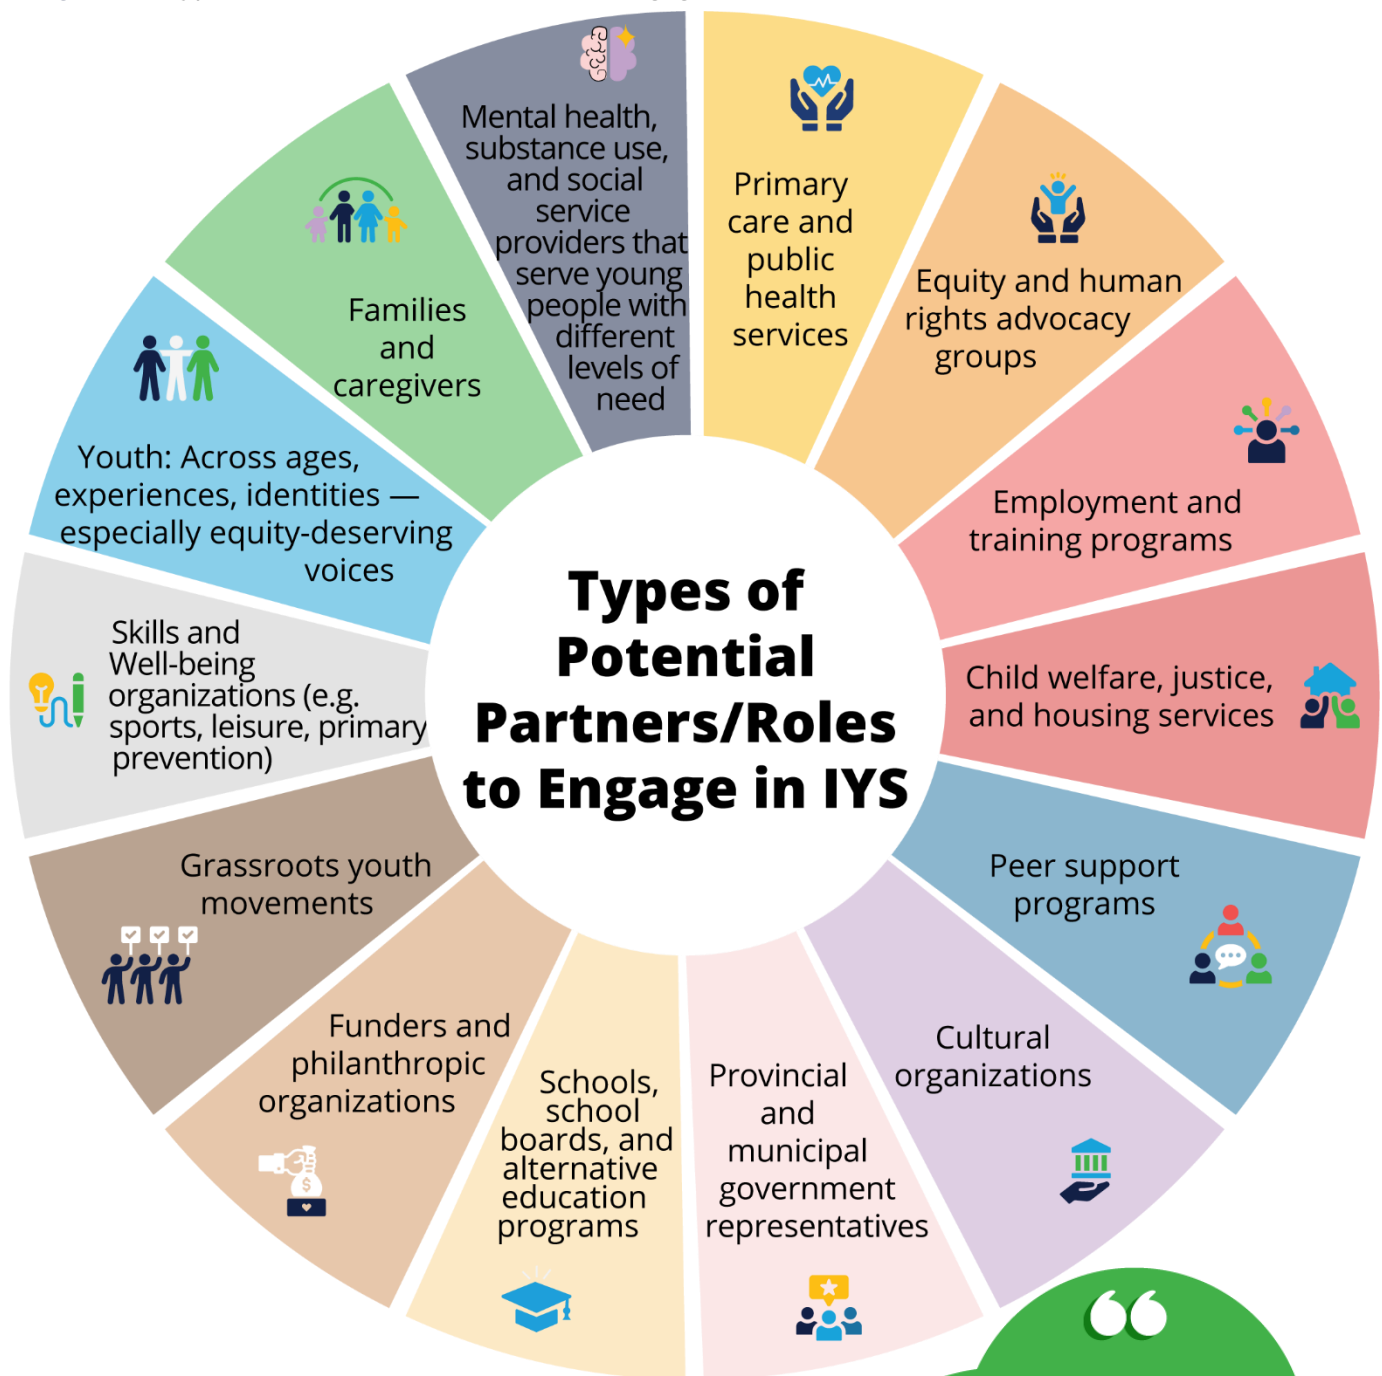 Types of
Potential
Partners/Roles
to Engage in IYS
Mental health,
substance use,
and social
service
providers that
serve young
people with
different
levels of
need
Primary
care and
public
health
services
Equity and human
rights advocacy
groups
Employment and
training programs
Child welfare, justice,
and housing services
Peer support
programs
Cultural
organizations
Provincial
and
municipal
government
representatives
Schools,
school
boards, and
alternative
education
programs
Funders and
philanthropic
organizations
Grassroots youth
movements
Skills and
Well-being
organizations (e.g.
sports, leisure, primary
prevention)
Youth: Across ages,
experiences, identities —
especially equity-deserving
voices
Families
and
caregivers
$
“